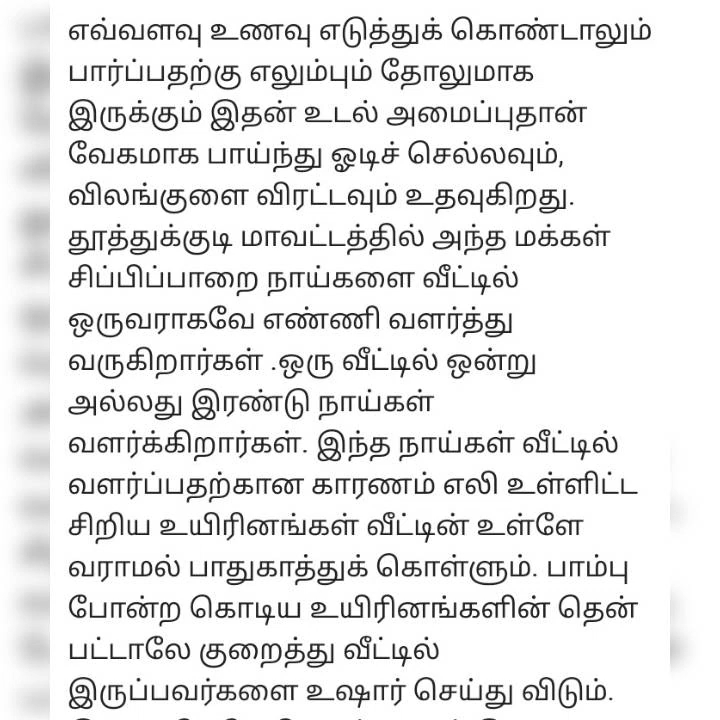 எவ்வளவு உணவு எடுத்துக் கொண்டாலும்
பார்ப்பதற்கு எலும்பும் தோலுமாக
இருக்கும் இதன் உடல் அமைப்புதான்
வேகமாக பாய்ந்து ஓடிச் செல்லவும்,
விலங்குளை விரட்டவும் உதவுகிறது.
தூத்துக்குடி மாவட்டத்தில் அந்த மக்கள்
சிப்பிப்பாறை நாய்களை வீட்டில்
ஒருவராகவே எண்ணி வளர்த்து
வருகிறார்கள் .ஒரு வீட்டில் ஒன்று
அல்லது இரண்டு நாய்கள்
வளர்க்கிறார்கள். இந்த நாய்கள் வீட்டில்
வளர்ப்பதற்கான காரணம் எலி உள்ளிட்ட
சிறிய உயிரினங்கள் வீட்டின் உள்ளே
வராமல் பாதுகாத்துக் கொள்ளும். பாம்பு
போன்ற கொடிய உயிரினங்களின் தென்
பட்டாலே குறைத்து வீட்டில்
இருப்பவர்களை உஷார் செய்து விடும்.